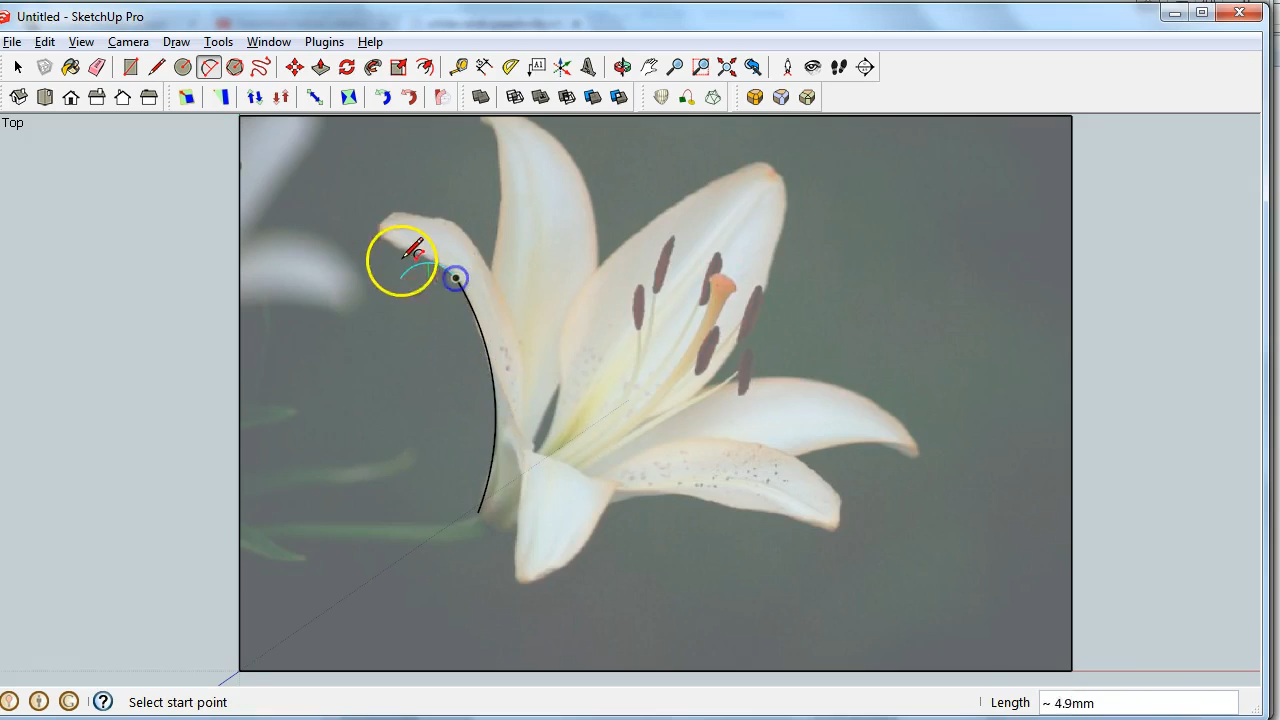 Untitled - SketchUp Pro
File Edit View Camera Draw Tools Window Plugins Help
Top
Select start point
Length ~ 4.9mm